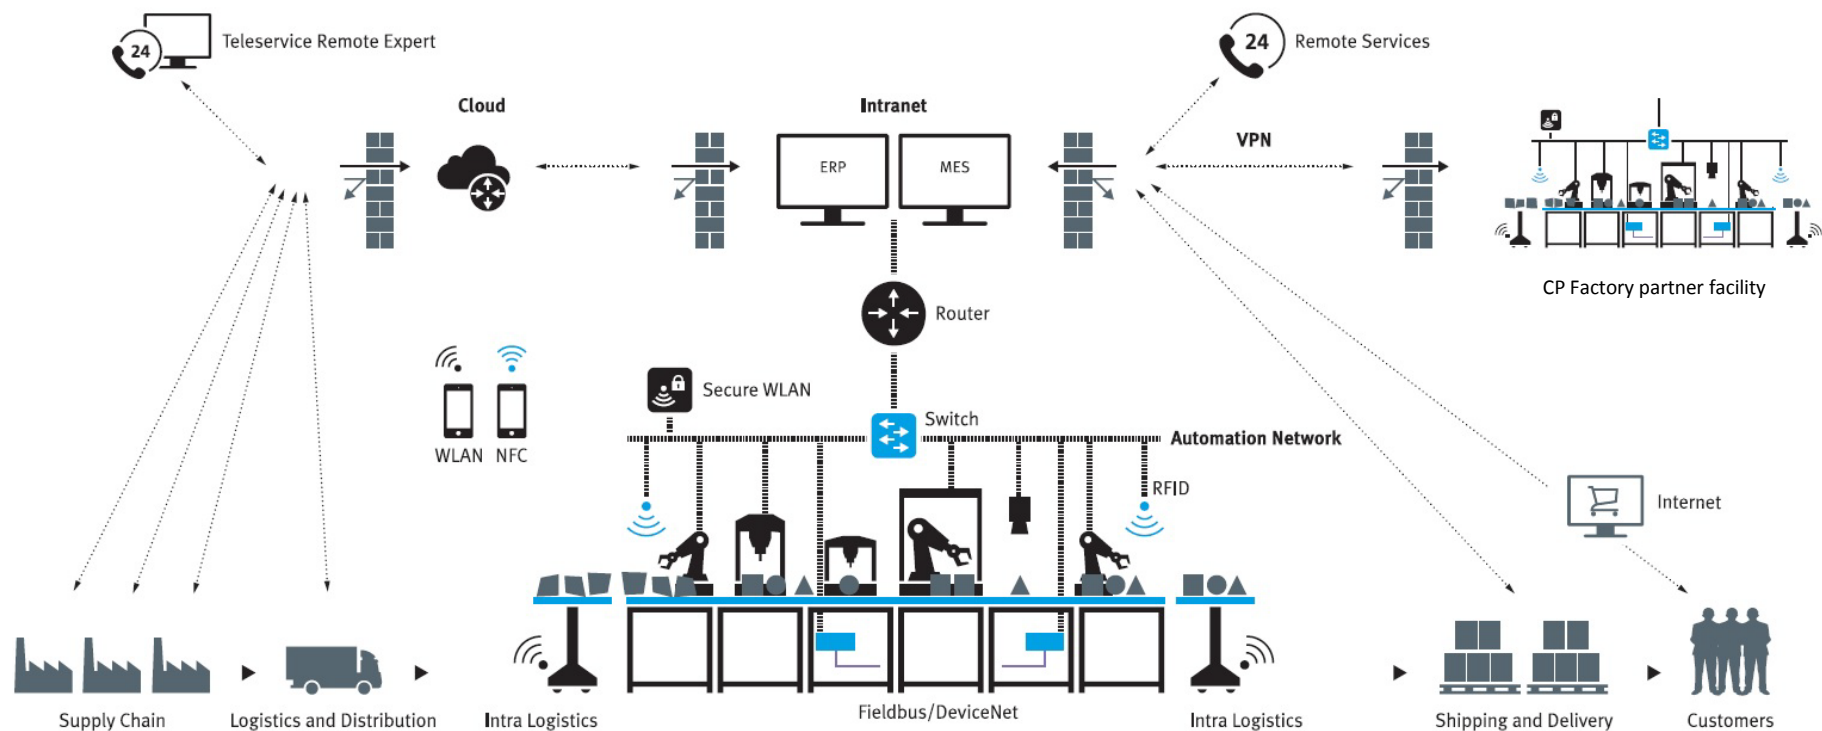 24 Teleservice Remote Expert
24 Remote Services
Cloud
Intranet
VPN
ERP
MES
CP Factory partner facility
Router
Secure WLAN
Switch
Automation Network
WLAN NFC
RFID
Internet
Supply Chain
Logistics and Distribution
Intra Logistics
Fieldbus/DeviceNet
Intra Logistics
Shipping and Delivery
Customers